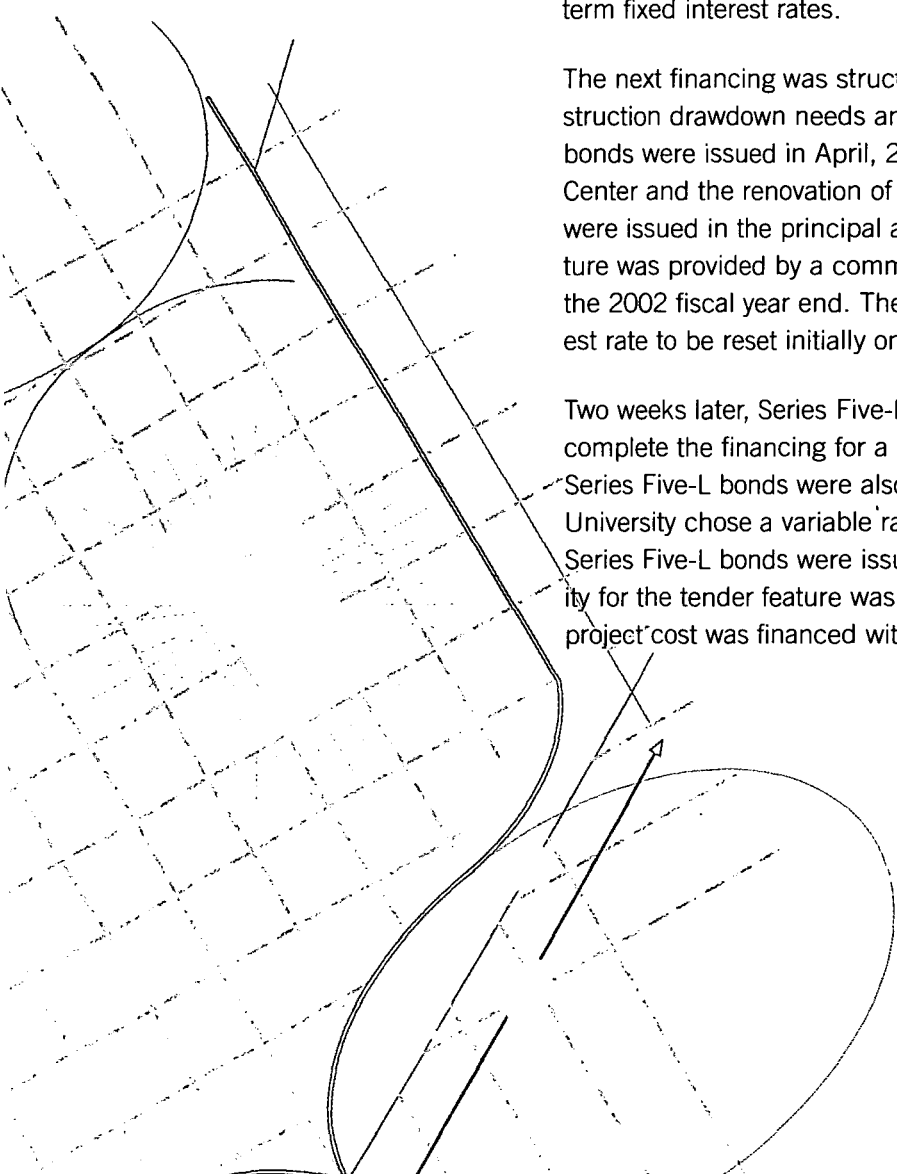 term fixed interest rates.
The next financing was struc
struction drawdown needs ar
bonds were issued in April, 2
Center and the renovation of
were issued in the principal a
ture was provided by a comm
the 2002 fiscal year end. The
est rate to be reset initially or
Two weeks later, Series Five-
complete the financing for a
Series Five-L bonds were also
University chose a variable ra
Series Five-L bonds were issu
ity for the tender feature was
project cost was financed wit